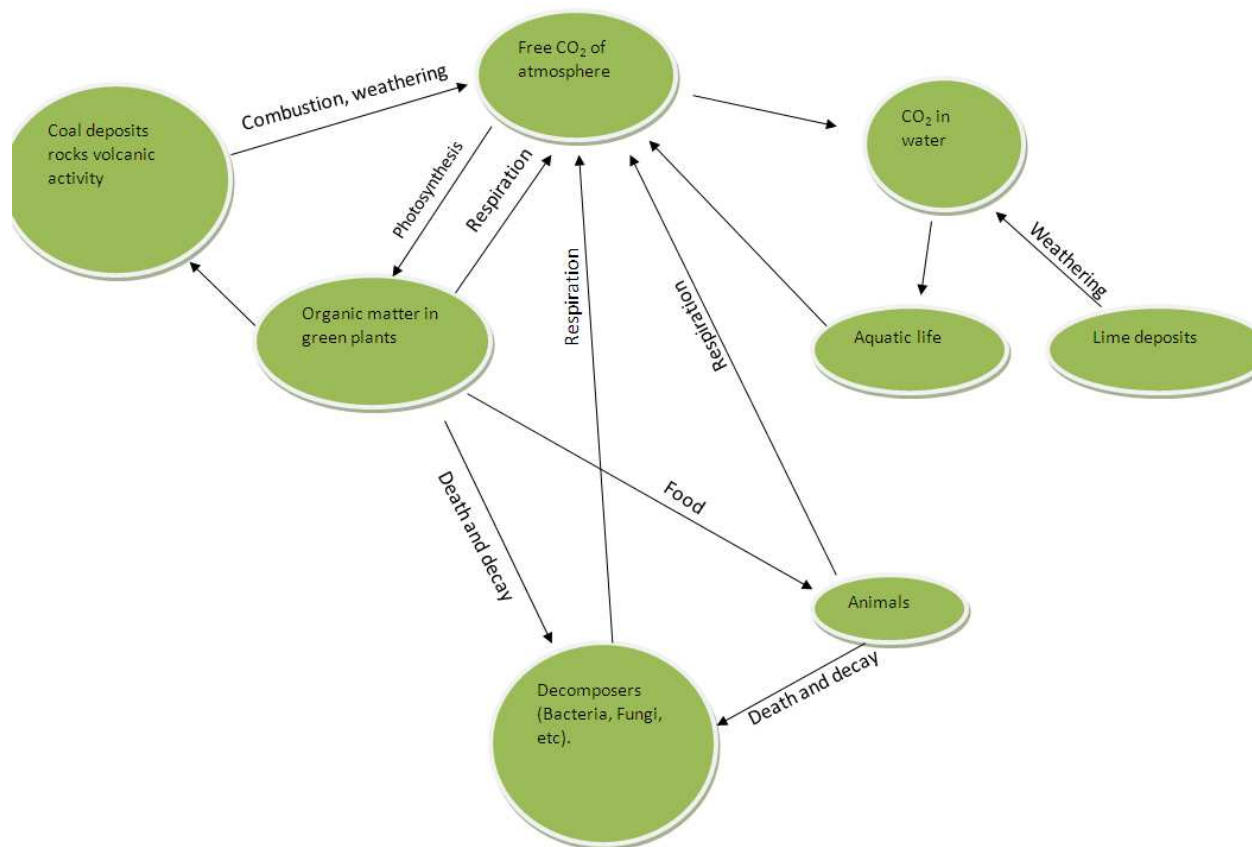 Free CO₂ of
atmosphere
Combustion, weathering
Coal deposits
rocks volcanic
activity
CO₂ in
water
Photosynthesis
Respiration
Respiration
Respiration
Weathering
Organic matter in
green plants
Aquatic life
Lime deposits
Death and decay
Food
Animals
Death and decay
Decomposers
(Bacteria, Fungi,
etc).